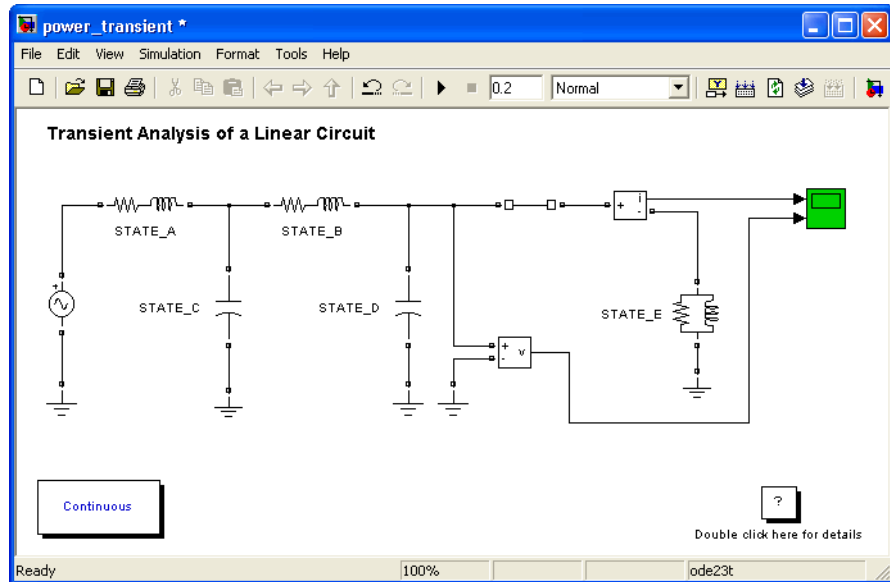 power_transient *
File Edit View Simulation Format Tools Help
0.2 Normal
Transient Analysis of a Linear Circuit
i
+
-
STATE_A STATE_B
+
STATE_C STATE_D STATE_E
+
- v
Continuous ?
Double click here for details
Ready 100% ode23t